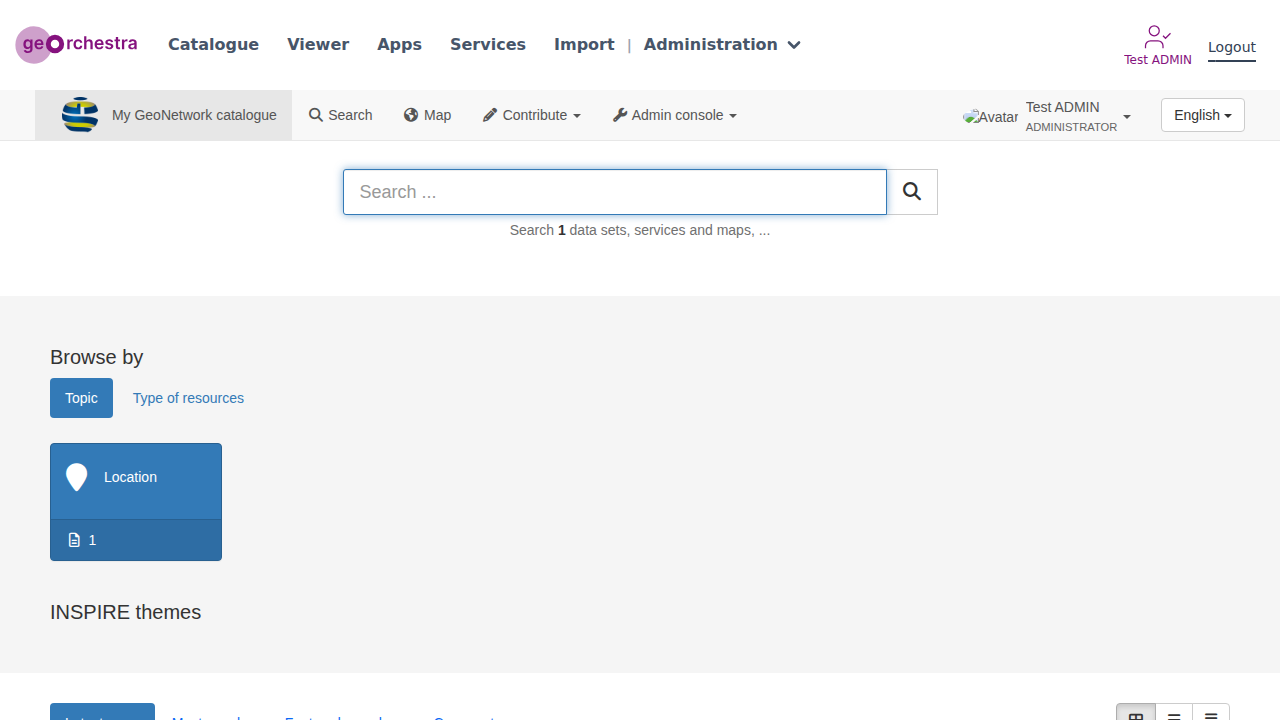 geOrchestra
Catalogue Viewer Apps Services Import | Administration
Test ADMIN
Logout
My GeoNetwork catalogue Search Map Contribute Admin console
Avatar
Test ADMIN
ADMINISTRATOR
English
Search ...
Search 1 data sets, services and maps, ...
Browse by
Topic Type of resources
Location
1
INSPIRE themes